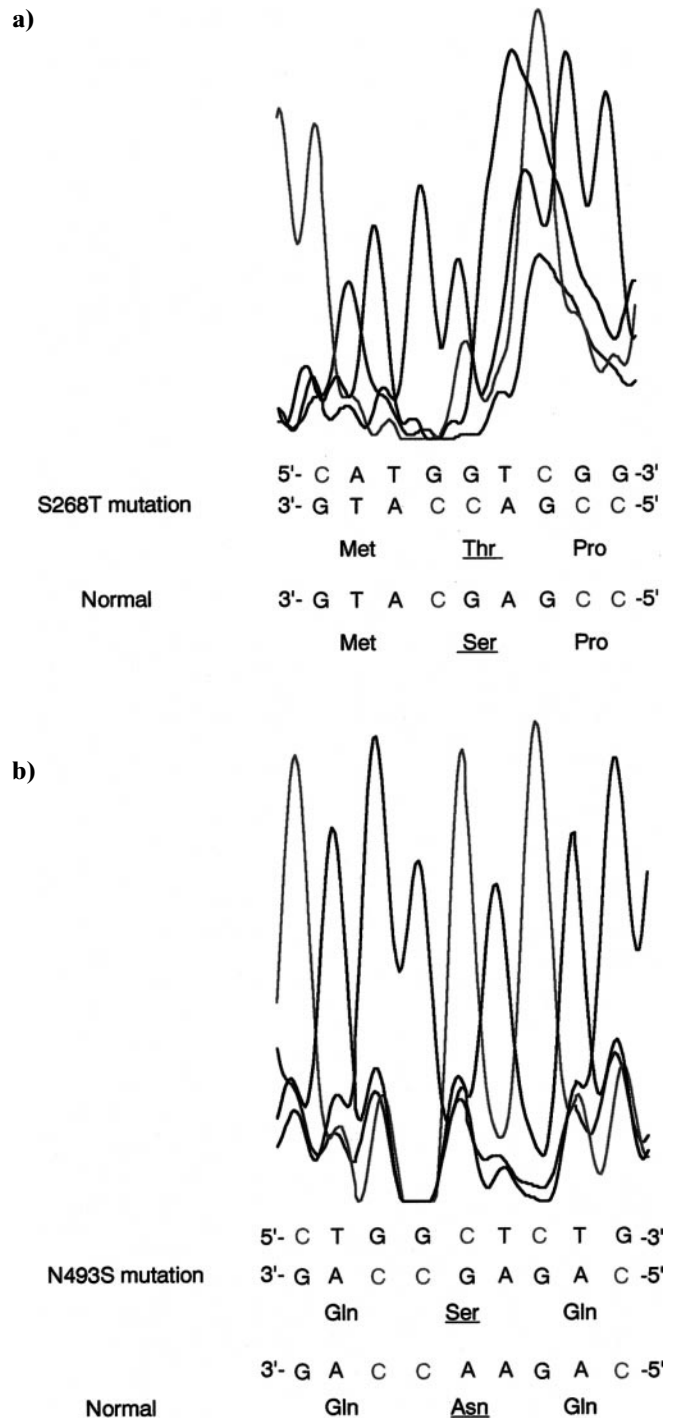 a)
5'- C A T G G T C G G -3'
S268T mutation 3'- G T A C C A G C C -5'
Met Thr Pro
Normal 3'- G T A C G A G C C -5'
Met Ser Pro
b)
5'- C T G G C T C T G -3'
N493S mutation 3'- G A C C G A G A C -5'
Gln Ser Gln
3'- G A C C A A G A C -5'
Normal Gln Asn Gln